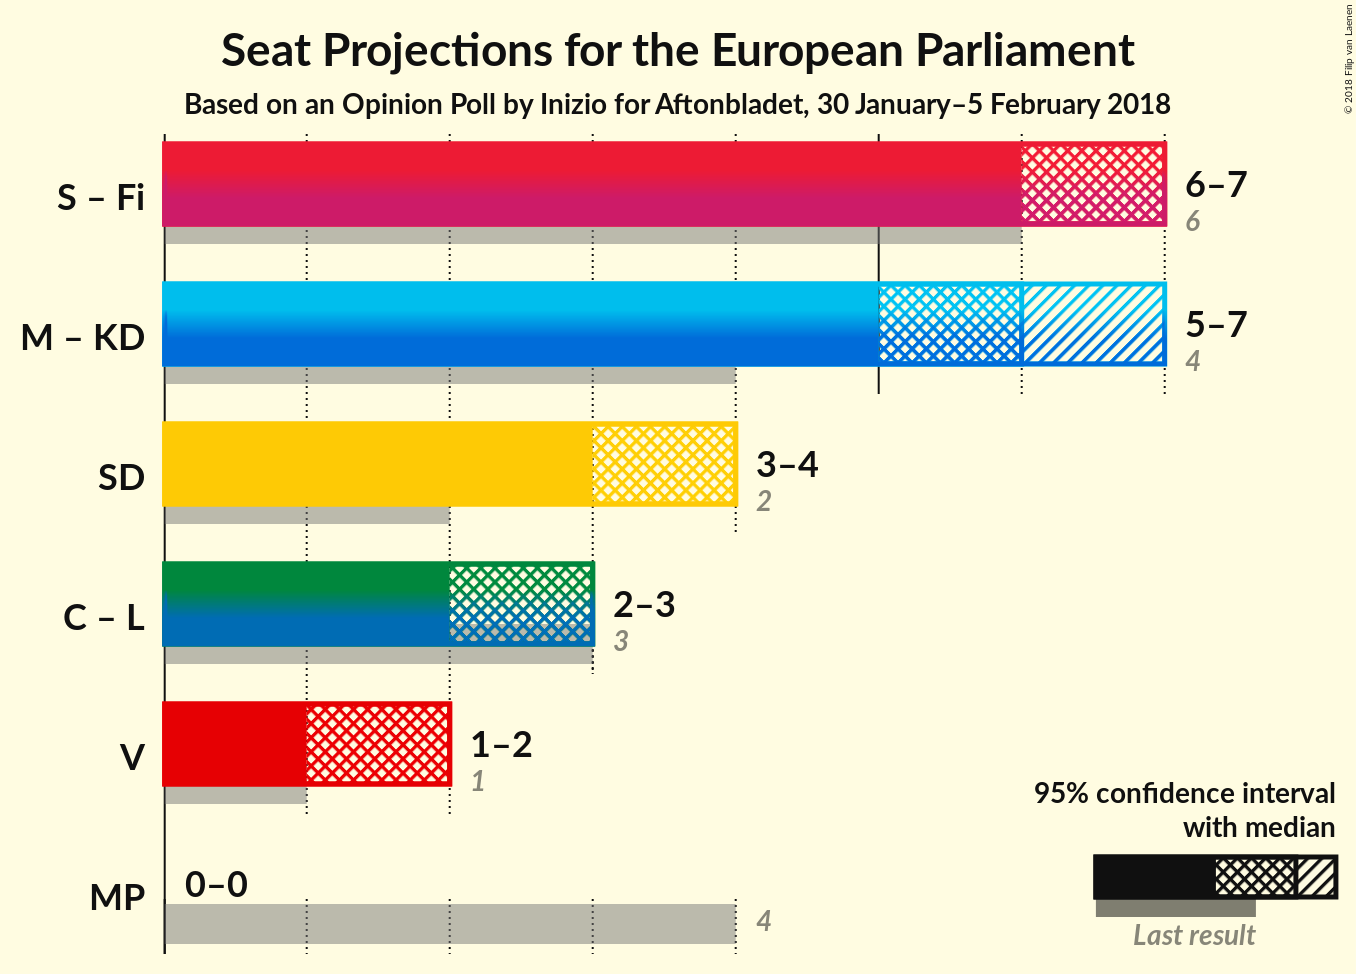 Seat Projections for the European Parliament
Based on an Opinion Poll by Inizio for Aftonbladet, 30 January–5 February 2018
© 2018 Filip van Laenen
S – Fi
6–7
6
M – KD
5–7
4
SD
3–4
2
C – L
2–3
3
V
1–2
1
MP
0–0
4
95% confidence interval
with median
Last result